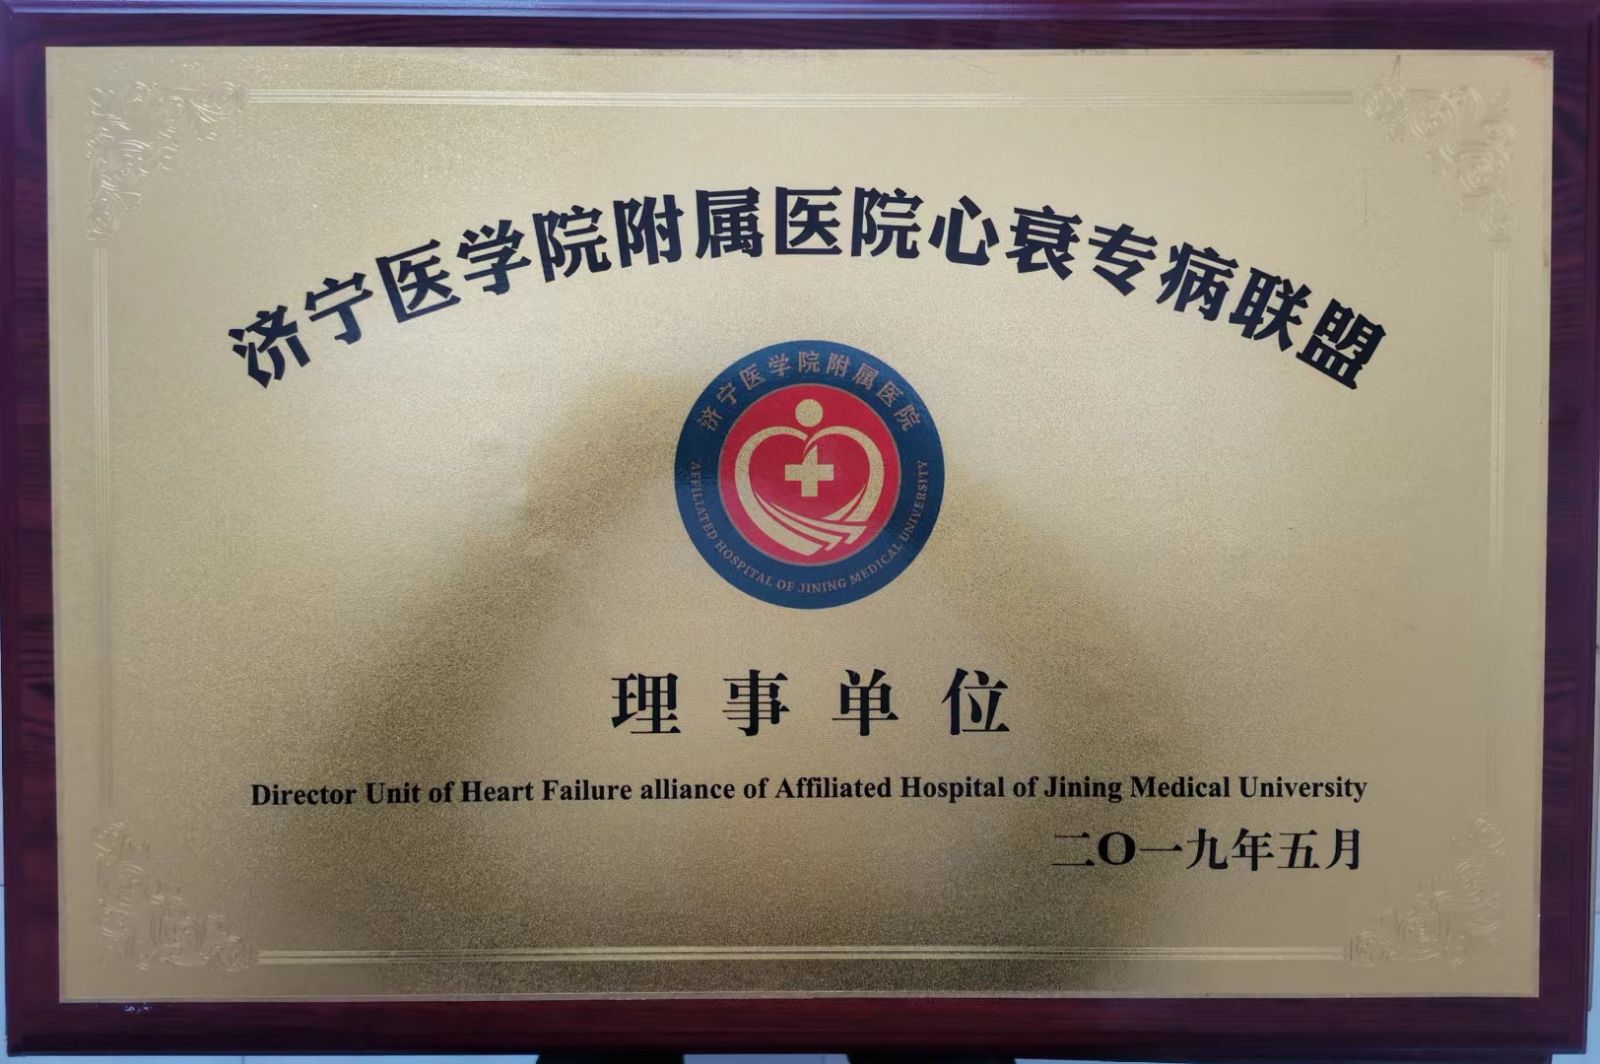 济宁医学院附属医院心衰专病联盟
济宁医学院附属医院
AFFILIATED HOSPITAL OF JINING MEDICAL UNIVERSITY
理事单位
Director Unit of Heart Failure alliance of Affiliated Hospital of Jining Medical University
二〇一九年五月